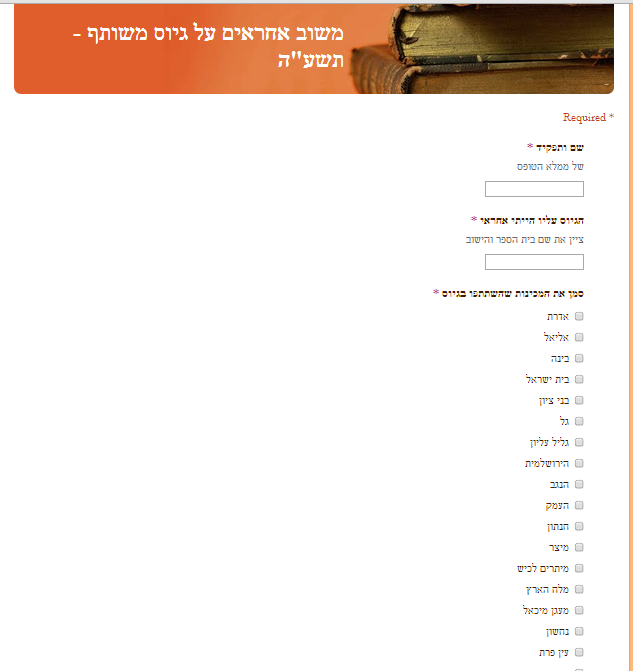 משוב אחראים על גיוס משותף -
תשע"ה
Required *
שם ותפקיד *
של ממלא הטופס
הגיוס עליו הייתי אחראי *
ציין את שם בית הספר והישוב
סמן את המכינות שהשתתפו בגיוס *
אדרת
אליאל
בינה
בית ישראל
בני ציון
גל
גליל עליון
הירושלמית
הנגב
העמק
חנתון
מיצר
מיתרים לכיש
מלח הארץ
מעגן מיכאל
נחשון
עין פרת